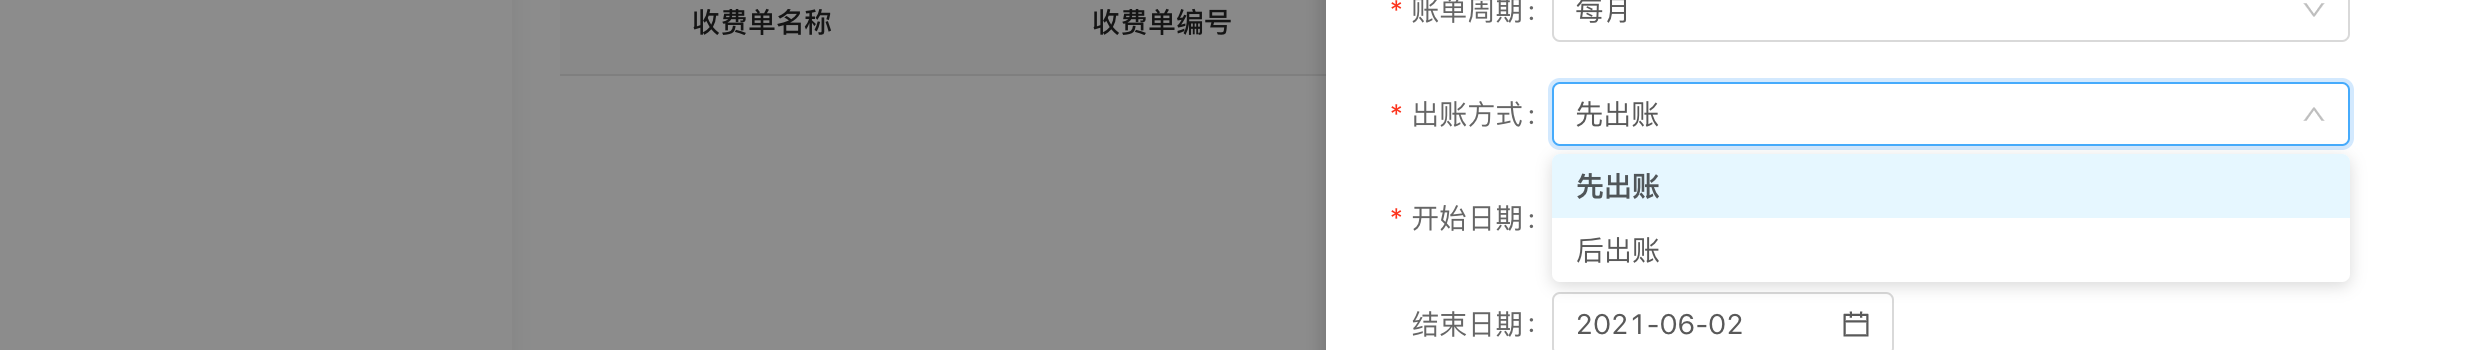 收费单名称 收费单编号
* 账单周期: 每月
* 出账方式: 先出账
先出账
* 开始日期:
后出账
结束日期: 2021-06-02